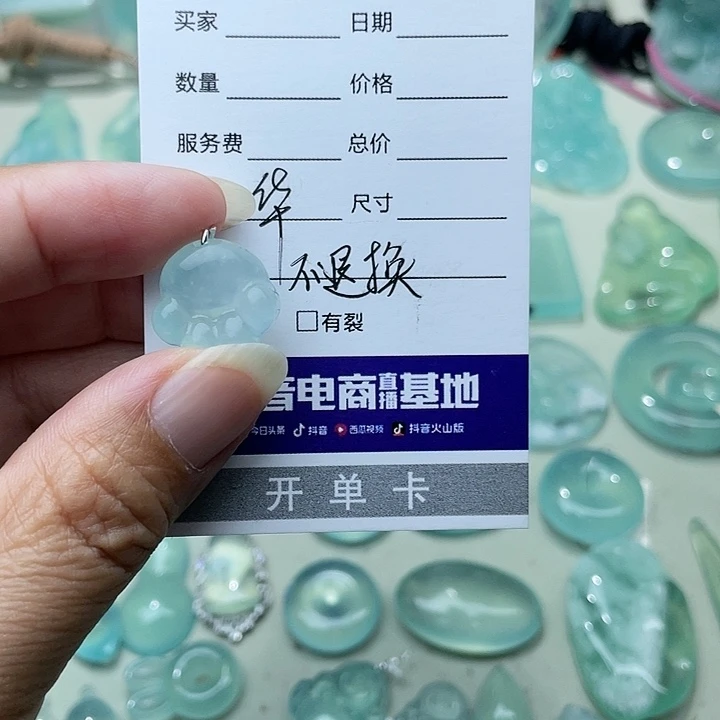 买家 日期
数量 价格
服务费 总价
华 尺寸
不退换
□有裂
音电商直播基地
今日头条 抖音 西瓜视频 抖音火山版
开单卡